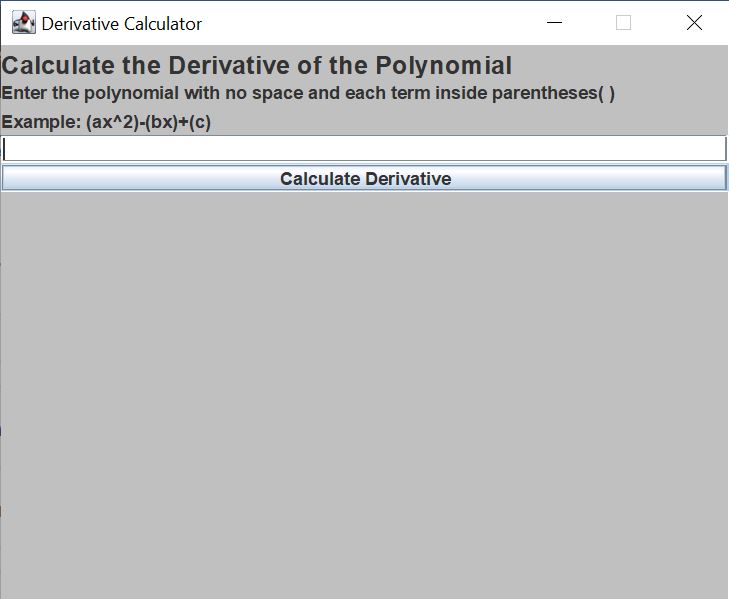 Derivative Calculator
Calculate the Derivative of the Polynomial
Enter the polynomial with no space and each term inside parentheses( )
Example: (ax^2)-(bx)+(c)
Calculate Derivative